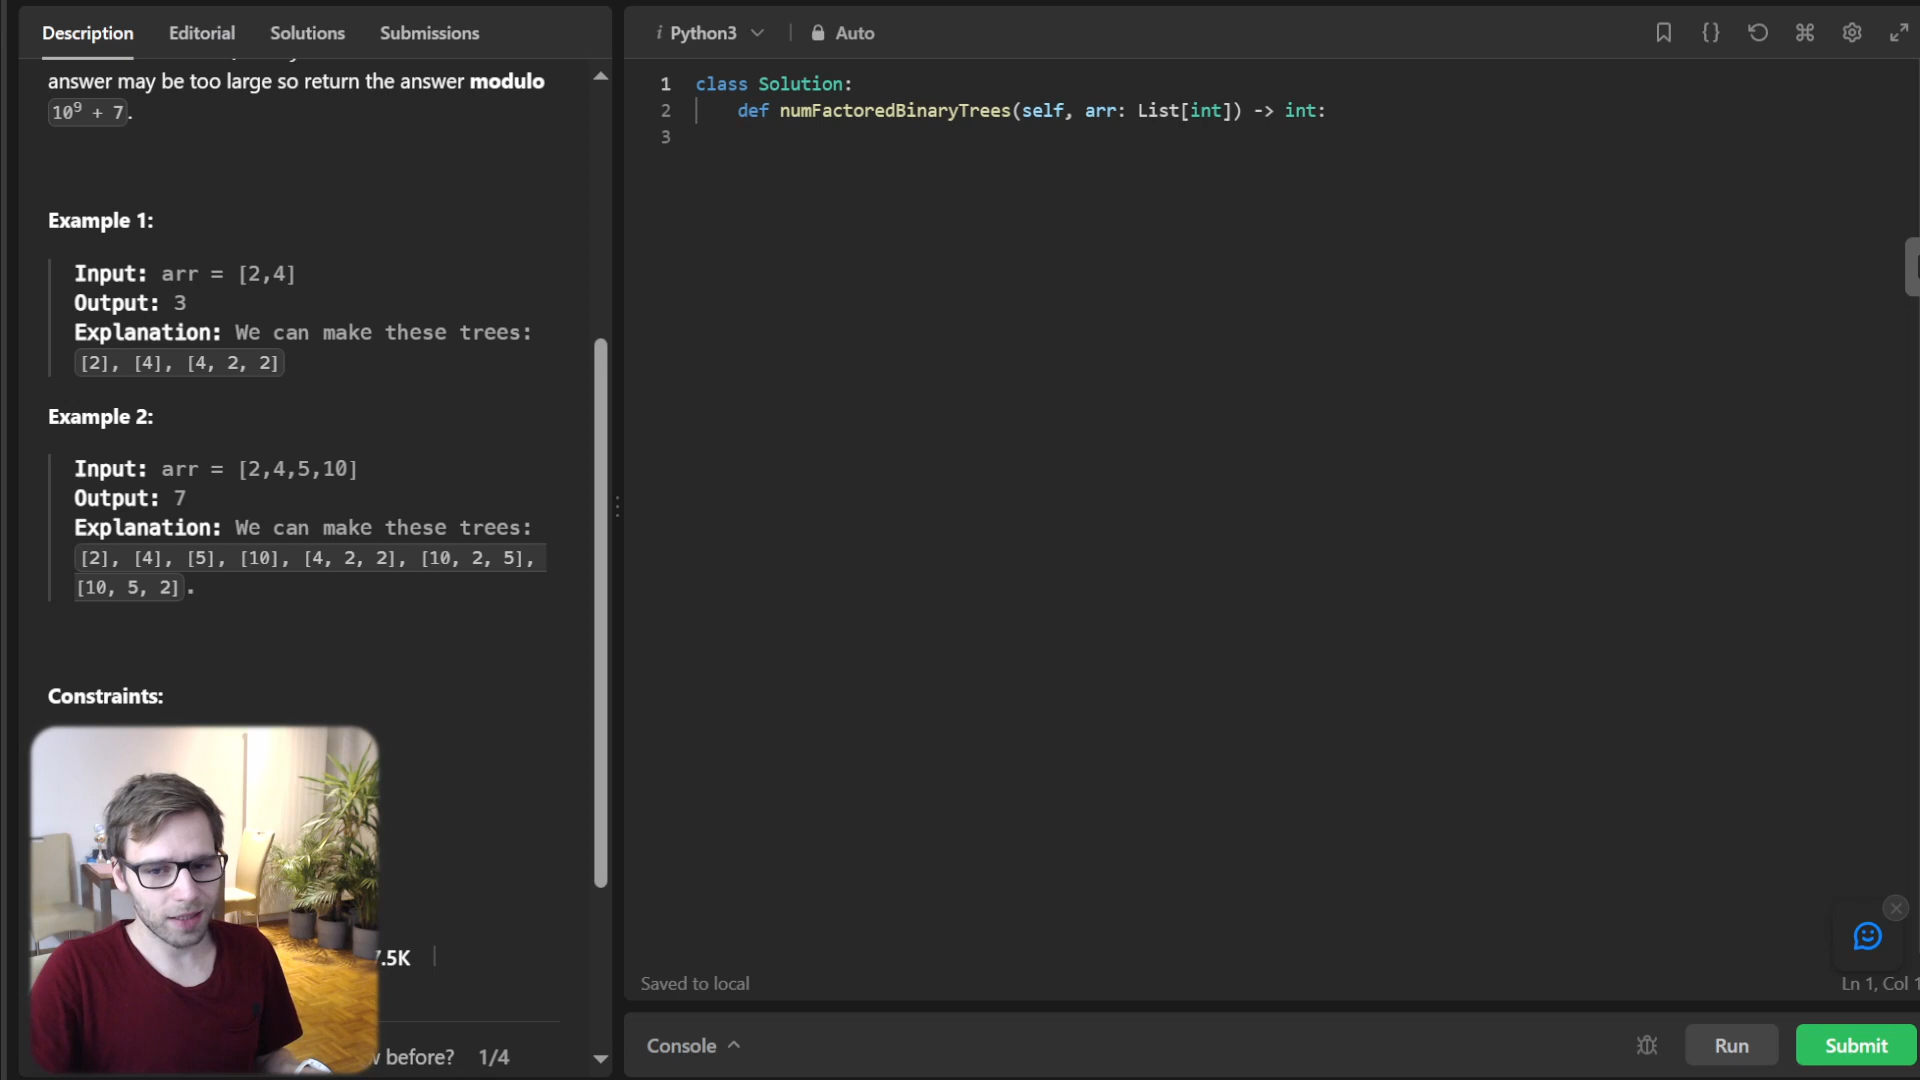 Description Editorial Solutions Submissions
answer may be too large so return the answer modulo
10⁹ + 7.
Example 1:
Input: arr = [2,4]
Output: 3
Explanation: We can make these trees:
[2], [4], [4, 2, 2]
Example 2:
Input: arr = [2,4,5,10]
Output: 7
Explanation: We can make these trees:
[2], [4], [5], [10], [4, 2, 2], [10, 2, 5],
[10, 5, 2].
Constraints:
7.5K
before? 1/4
i Python3 Auto
1 class Solution:
2 def numFactoredBinaryTrees(self, arr: List[int]) -> int:
3
Saved to local
Ln 1, Col 1
Console
Run
Submit